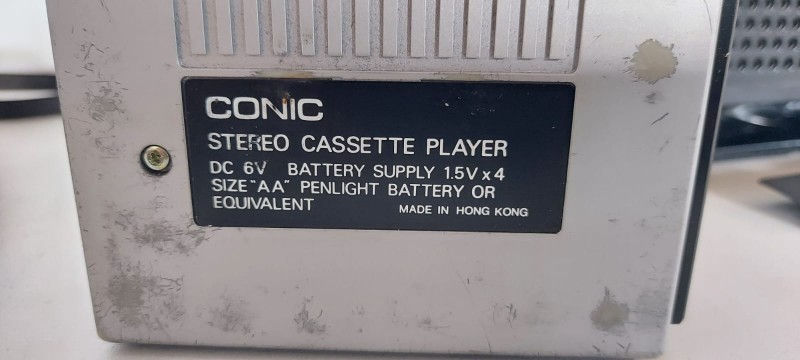 CONIC
STEREO CASSETTE PLAYER
DC 6V BATTERY SUPPLY 1.5V x 4
SIZE "AA" PENLIGHT BATTERY OR
EQUIVALENT MADE IN HONG KONG